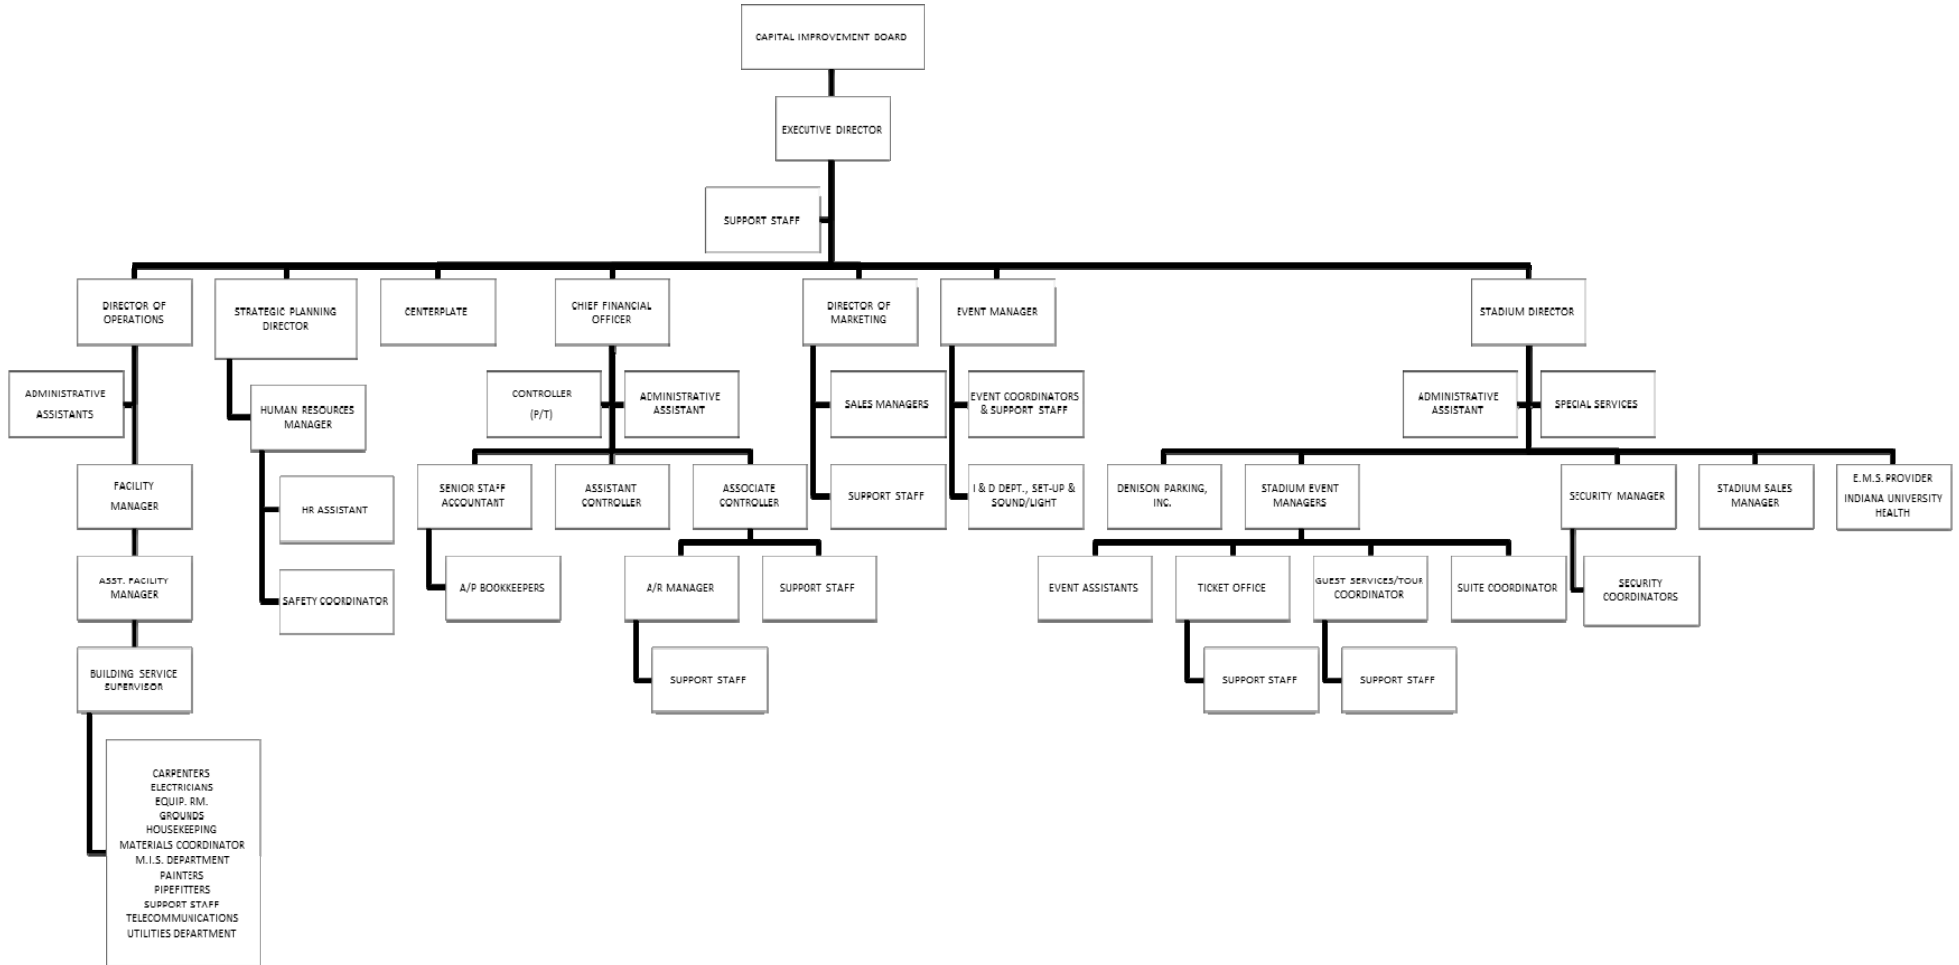 CAPITAL IMPROVEMENT BOARD
EXECUTIVE DIRECTOR
SUPPORT STAFF
DIRECTOR OF
OPERATIONS
STRATEGIC PLANNING
DIRECTOR
CENTERPLATE
CHIEF FINANCIAL
OFFICER
DIRECTOR OF
MARKETING
EVENT MANAGER
STADIUM DIRECTOR
ADMINISTRATIVE
ASSISTANTS
HUMAN RESOURCES
MANAGER
CONTROLLER
(P/T)
ADMINISTRATIVE
ASSISTANT
SALES MANAGERS
EVENT COORDINATORS
& SUPPORT STAFF
ADMINISTRATIVE
ASSISTANT
SPECIAL SERVICES
FACILITY
MANAGER
HR ASSISTANT
SENIOR STAFF
ACCOUNTANT
ASSISTANT
CONTROLLER
ASSOCIATE
CONTROLLER
SUPPORT STAFF
I & D DEPT., SET-UP &
SOUND/LIGHT
DENISON PARKING,
INC.
STADIUM EVENT
MANAGERS
SECURITY MANAGER
STADIUM SALES
MANAGER
E.M.S. PROVIDER
INDIANA UNIVERSITY
HEALTH
ASST. FACILITY
MANAGER
SAFETY COORDINATOR
A/P BOOKKEEPERS
A/R MANAGER
SUPPORT STAFF
EVENT ASSISTANTS
TICKET OFFICE
GUEST SERVICES/TOUR
COORDINATOR
SUITE COORDINATOR
SECURITY
COORDINATORS
BUILDING SERVICE
SUPERVISOR
SUPPORT STAFF
SUPPORT STAFF
SUPPORT STAFF
CARPENTERS
ELECTRICIANS
EQUIP. RM.
GROUNDS
HOUSEKEEPING
MATERIALS COORDINATOR
M.I.S. DEPARTMENT
PAINTERS
PIPEFITTERS
SUPPORT STAFF
TELECOMMUNICATIONS
UTILITIES DEPARTMENT